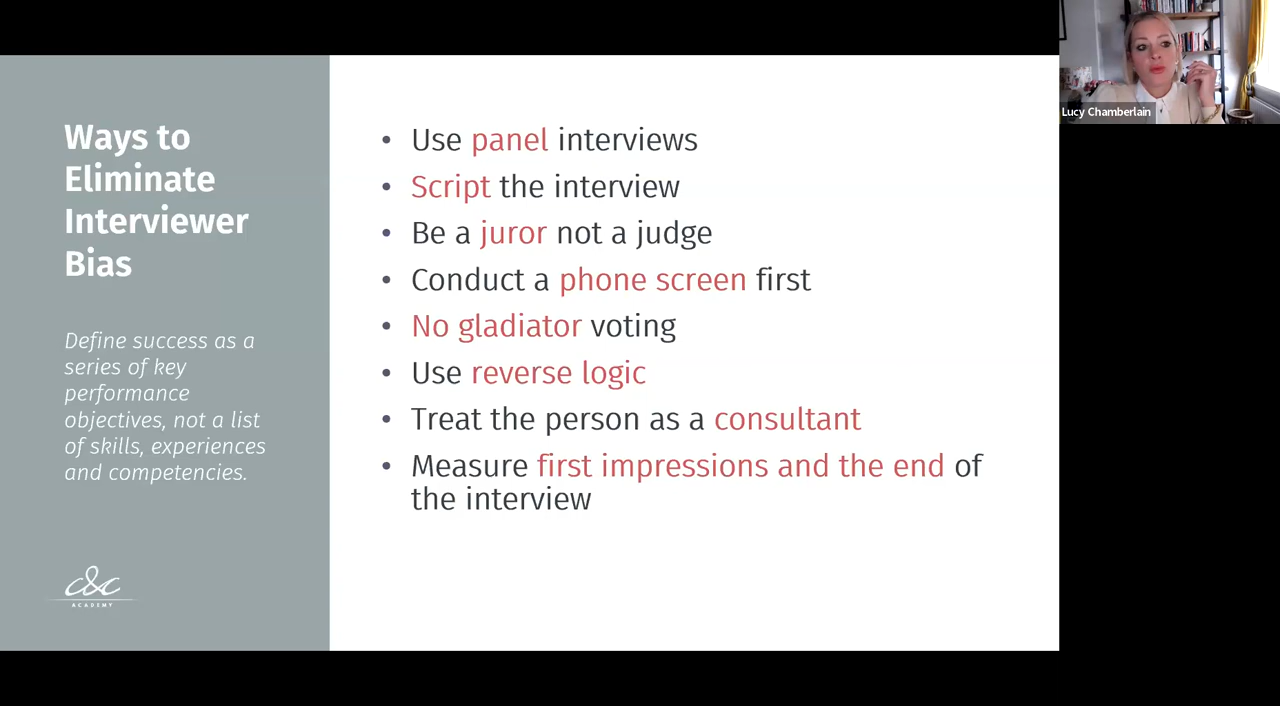 Ways to
Eliminate
Interviewer
Bias
Define success as a
series of key
performance
objectives, not a list
of skills, experiences
and competencies.
c&c
ACADEMY
• Use panel interviews
• Script the interview
• Be a juror not a judge
• Conduct a phone screen first
• No gladiator voting
• Use reverse logic
• Treat the person as a consultant
• Measure first impressions and the end of
the interview
Lucy Chamberlain